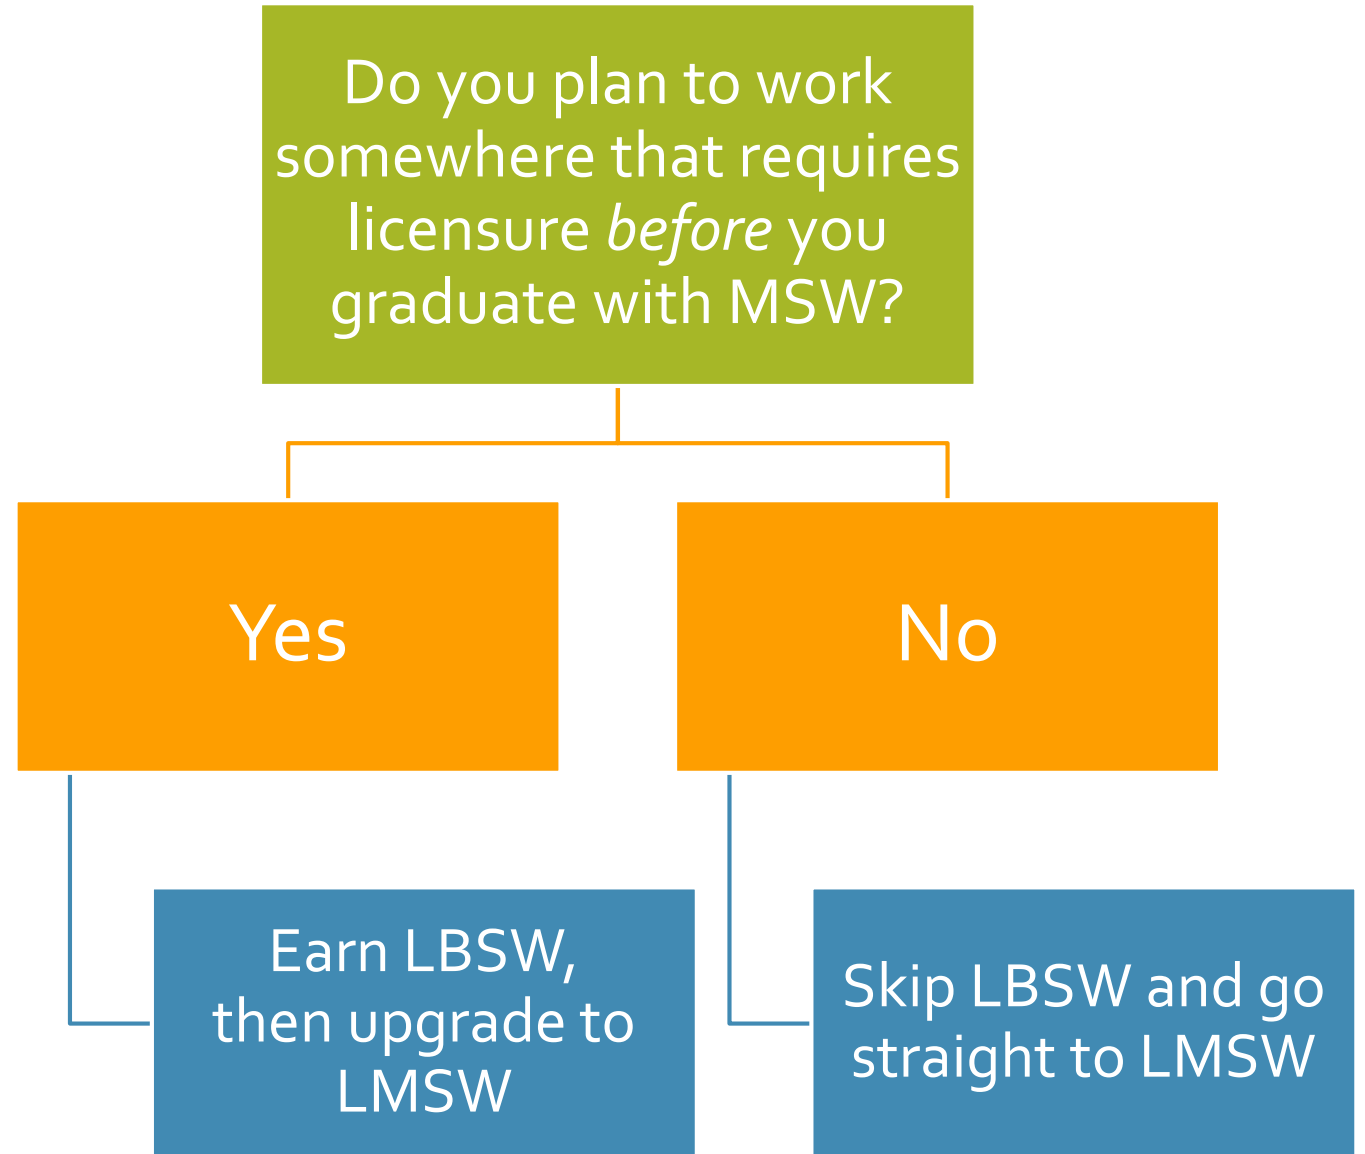 Do you plan to work
somewhere that requires
licensure before you
graduate with MSW?
Yes
No
Earn LBSW,
then upgrade to
LMSW
Skip LBSW and go
straight to LMSW